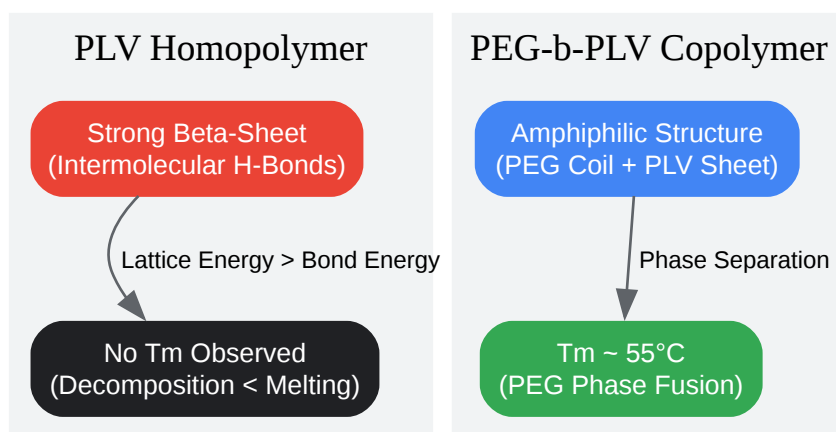 PLV Homopolymer
Strong Beta-Sheet
(Intermolecular H-Bonds)
Lattice Energy > Bond Energy
No Tm Observed
(Decomposition < Melting)
PEG-b-PLV Copolymer
Amphiphilic Structure
(PEG Coil + PLV Sheet)
Phase Separation
Tm ~ 55°C
(PEG Phase Fusion)